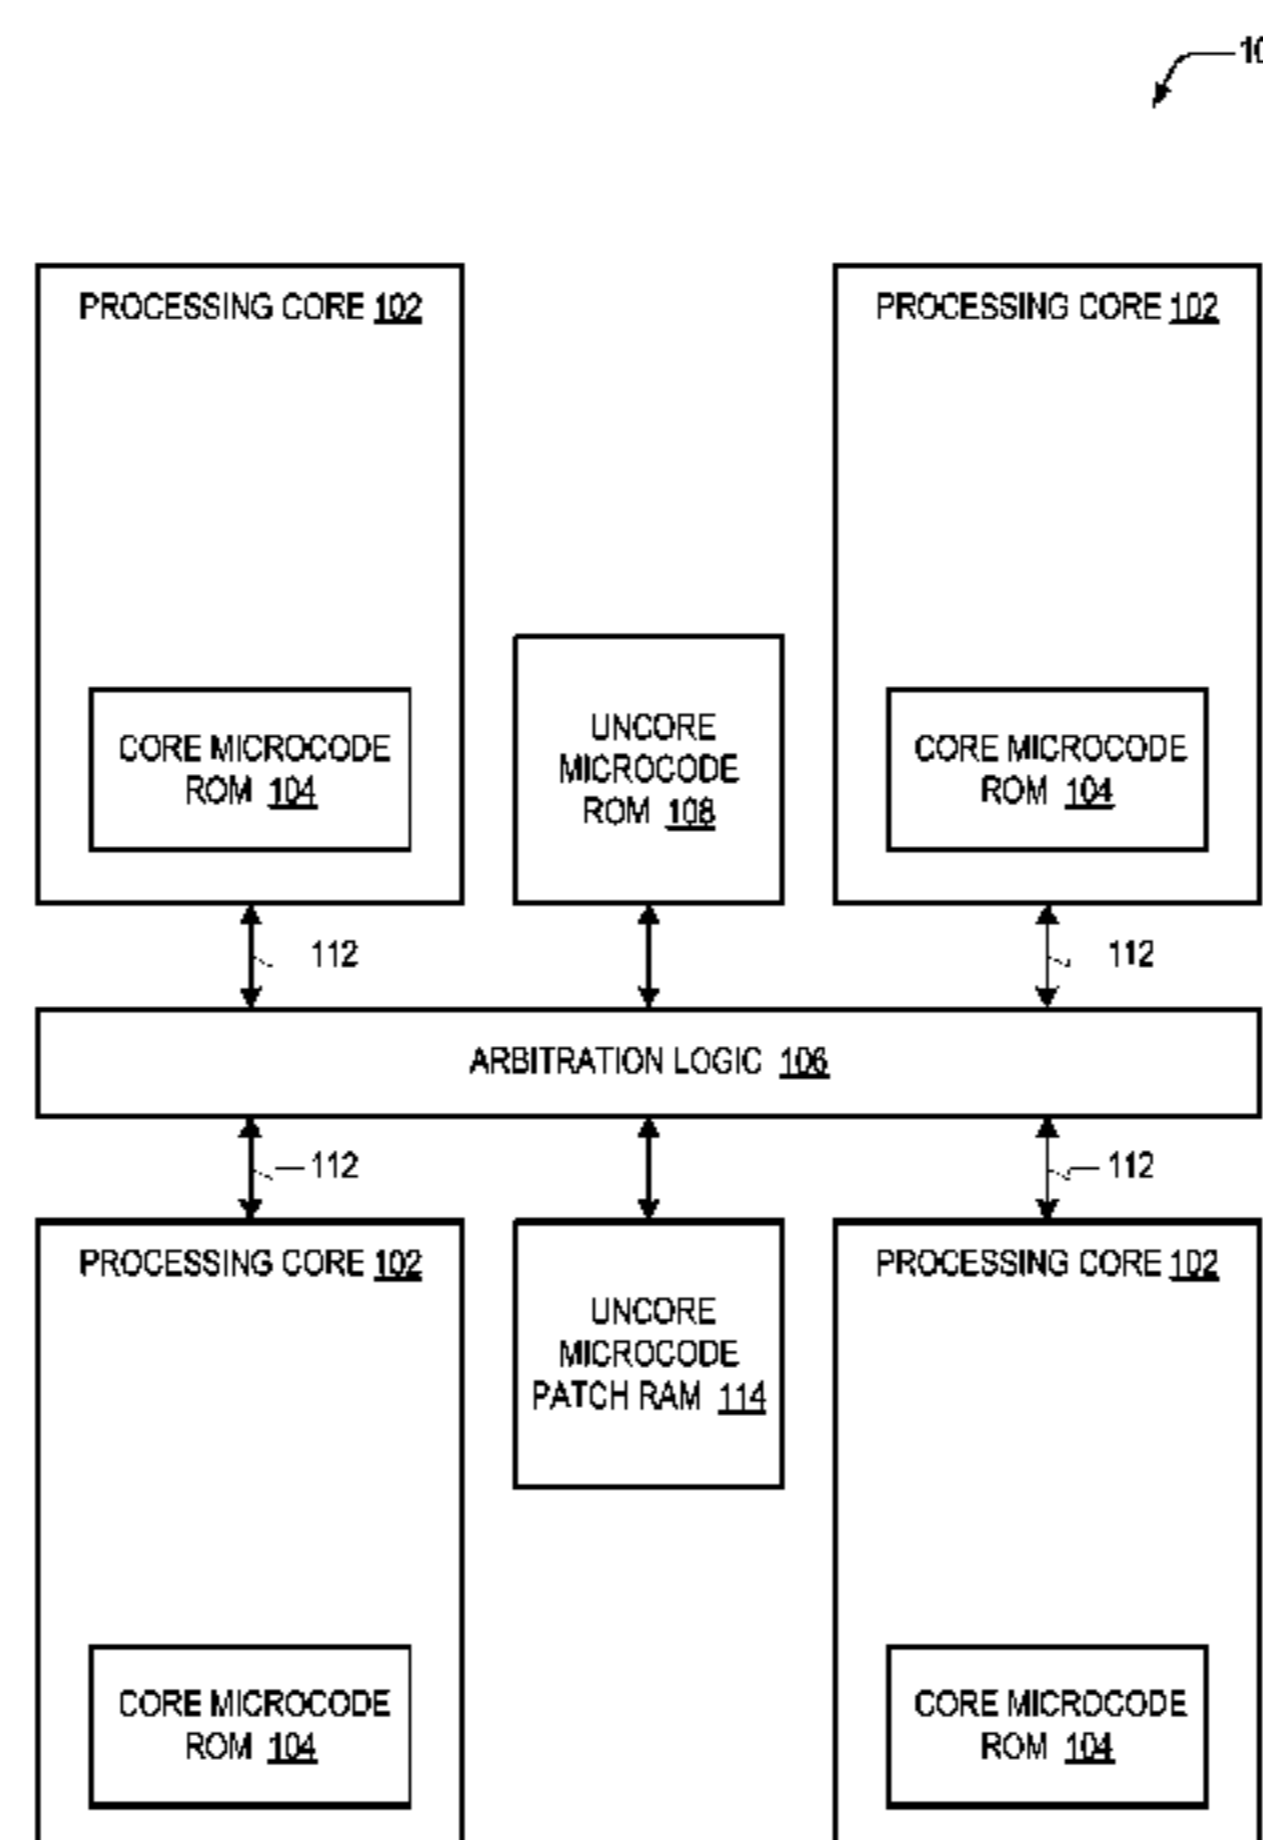 PROCESSING CORE 102
PROCESSING CORE 102
CORE MICROCODE
ROM 104
UNCORE
MICROCODE
ROM 108
CORE MICROCODE
ROM 104
112
112
ARBITRATION LOGIC 106
112
112
PROCESSING CORE 102
UNCORE
MICROCODE
PATCH RAM 114
PROCESSING CORE 102
CORE MICROCODE
ROM 104
CORE MICROCODE
ROM 104